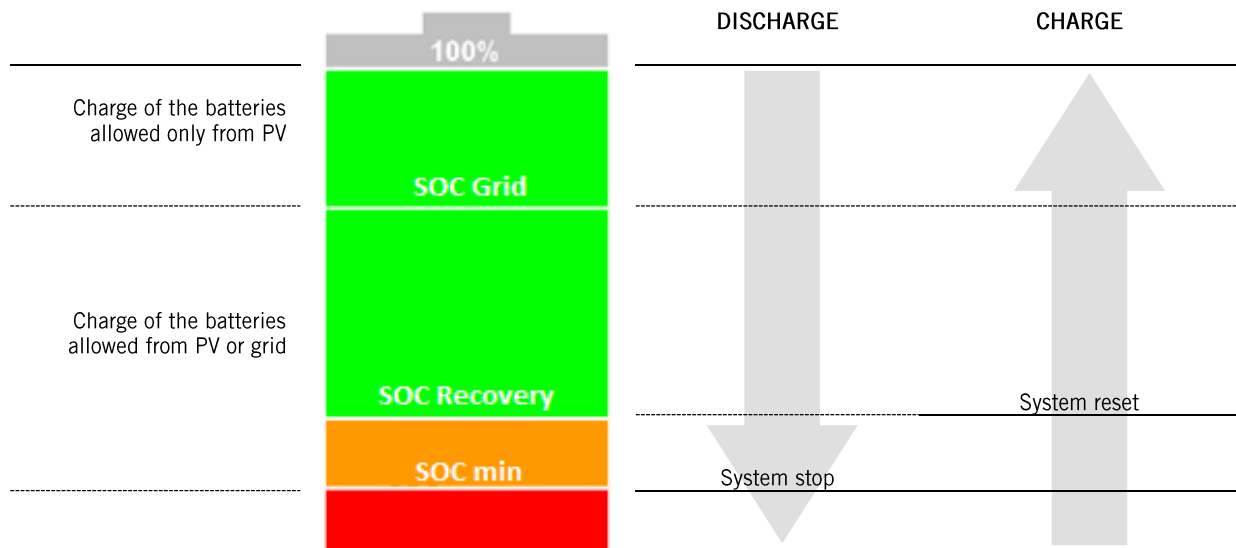 DISCHARGE
CHARGE
100%
Charge of the batteries
allowed only from PV
SOC Grid
Charge of the batteries
allowed from PV or grid
SOC Recovery
System reset
SOC min
System stop